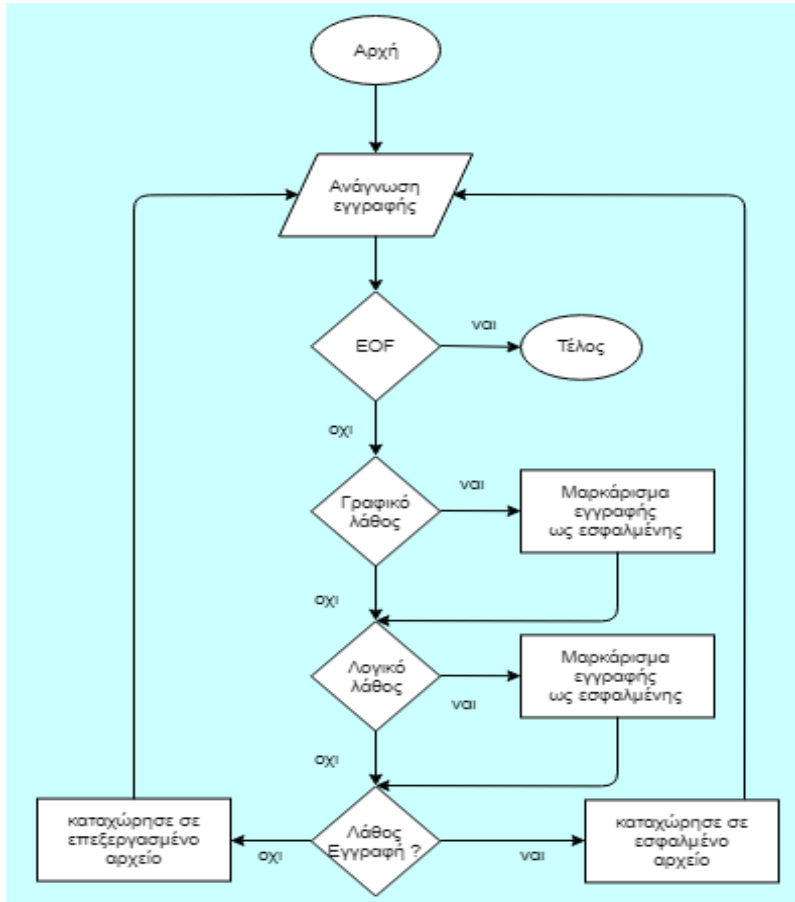 Αρχή
Ανάγνωση
εγγραφής
EOF
ναι
Τέλος
οχι
Γραφικό
λάθος
ναι
Μαρκάρισμα
εγγραφής
ως εσφαλμένης
οχι
Λογικό
λάθος
ναι
Μαρκάρισμα
εγγραφής
ως εσφαλμένης
οχι
καταχώρησε σε
επεξεργασμένο
αρχείο
οχι
Λάθος
Εγγραφή ?
ναι
καταχώρησε σε
εσφαλμένο
αρχείο